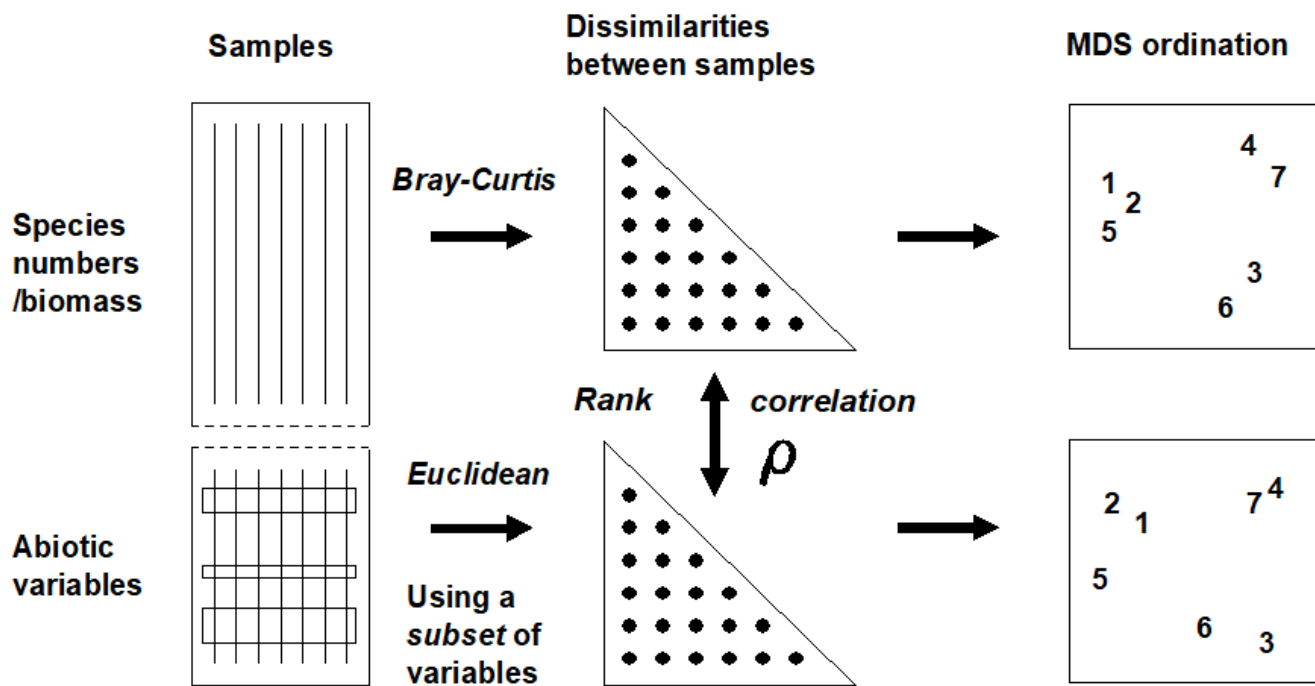 Samples
Dissimilarities
between samples
MDS ordination
Species
numbers
/biomass
Bray-Curtis
4
7
1
2
5
3
6
Rank
correlation
ρ
Abiotic
variables
Euclidean
Using a
subset of
variables
2
1
7
4
5
6
3